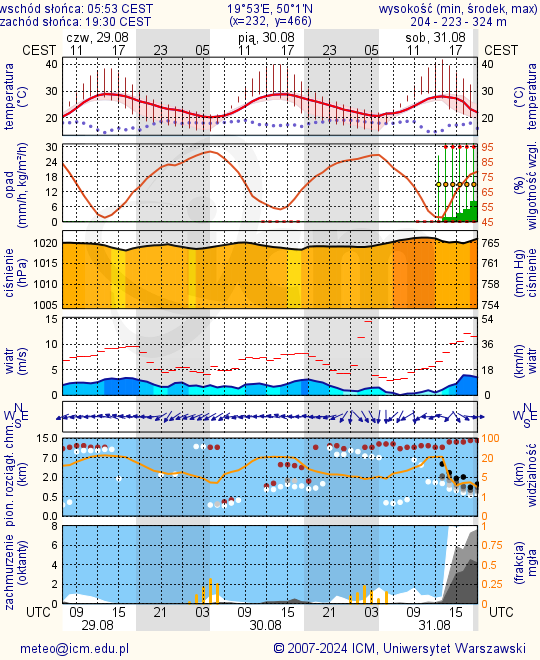 wschód słońca: 05:53 CEST
zachód słońca: 19:30 CEST
19°53'E, 50°1'N
(x=232, y=466)
wysokość (min, środek, max)
204 - 223 - 324 m
CEST czw, 29.08 pią, 30.08 sob, 31.08 CEST
11 17 23 05 11 17 23 05 11 17
temperatura (°C)
40 30 20
40 30 20
temperatura (°C)
opad (mm/h, kg/m²/h)
30 24 18 12 6 0
95 85 75 65 55 45
(%) wilgotność wzgl.
ciśnienie (hPa)
1020 1015 1010 1005
765 761 758 754
(mm Hg) ciśnienie
wiatr (m/s)
15 10 5 0
54 36 18 0
(km/h) wiatr
N W E S
N W E S
pion. rozciągł. chm. (km)
15.0 7.0 2.0 0.5 0.0
100 20 5 1 0
(km) widzialność
zachmurzenie (oktanty)
8 6 4 2 0
1 0.75 0.5 0.25 0
(frakcja) mgła
UTC 09 15 21 03 09 15 21 03 09 15 UTC
29.08 30.08 31.08
meteo@icm.edu.pl
© 2007-2024 ICM, Uniwersytet Warszawski